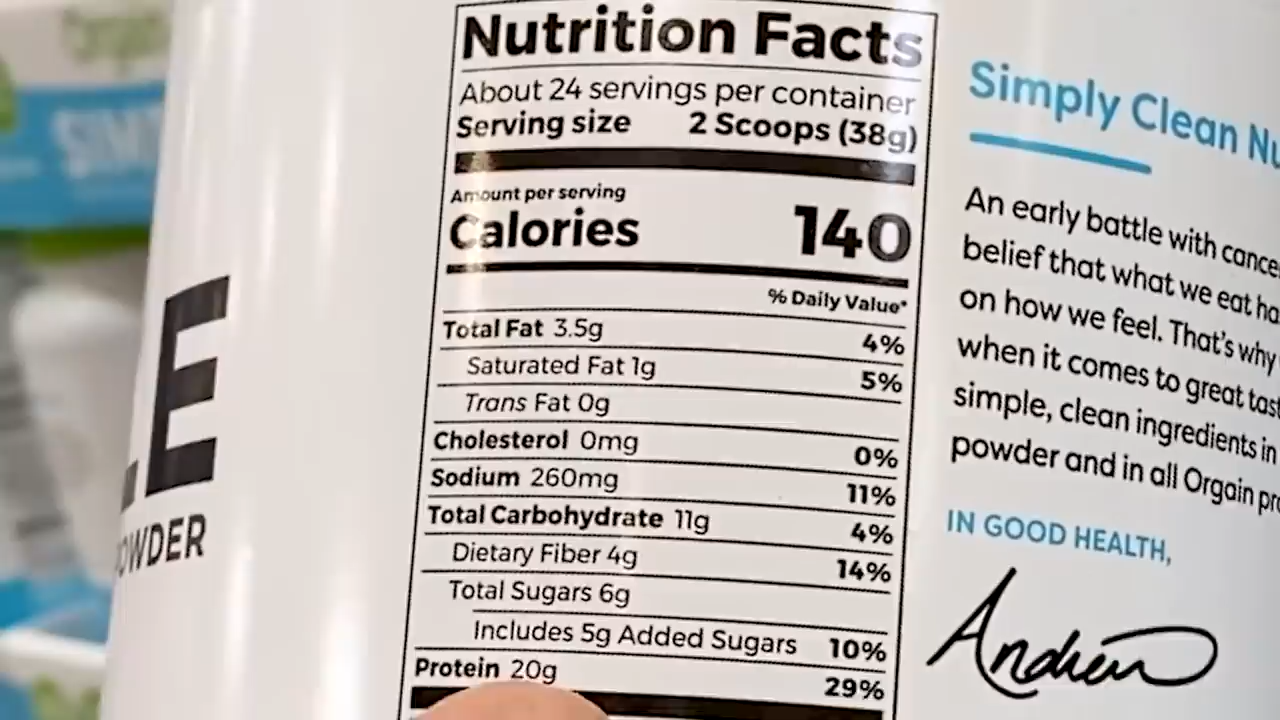 SIM
E
POWDER
Nutrition Facts
About 24 servings per container
Serving size 2 Scoops (38g)
Amount per serving
Calories 140
% Daily Value*
Total Fat 3.5g 4%
Saturated Fat 1g 5%
Trans Fat 0g
Cholesterol 0mg 0%
Sodium 260mg 11%
Total Carbohydrate 11g 4%
Dietary Fiber 4g 14%
Total Sugars 6g
Includes 5g Added Sugars 10%
Protein 20g 29%
Simply Clean Nu
An early battle with cance
belief that what we eat ha
on how we feel. That's why
when it comes to great tast
simple, clean ingredients in
powder and in all Orgain pro
IN GOOD HEALTH,
Andrew